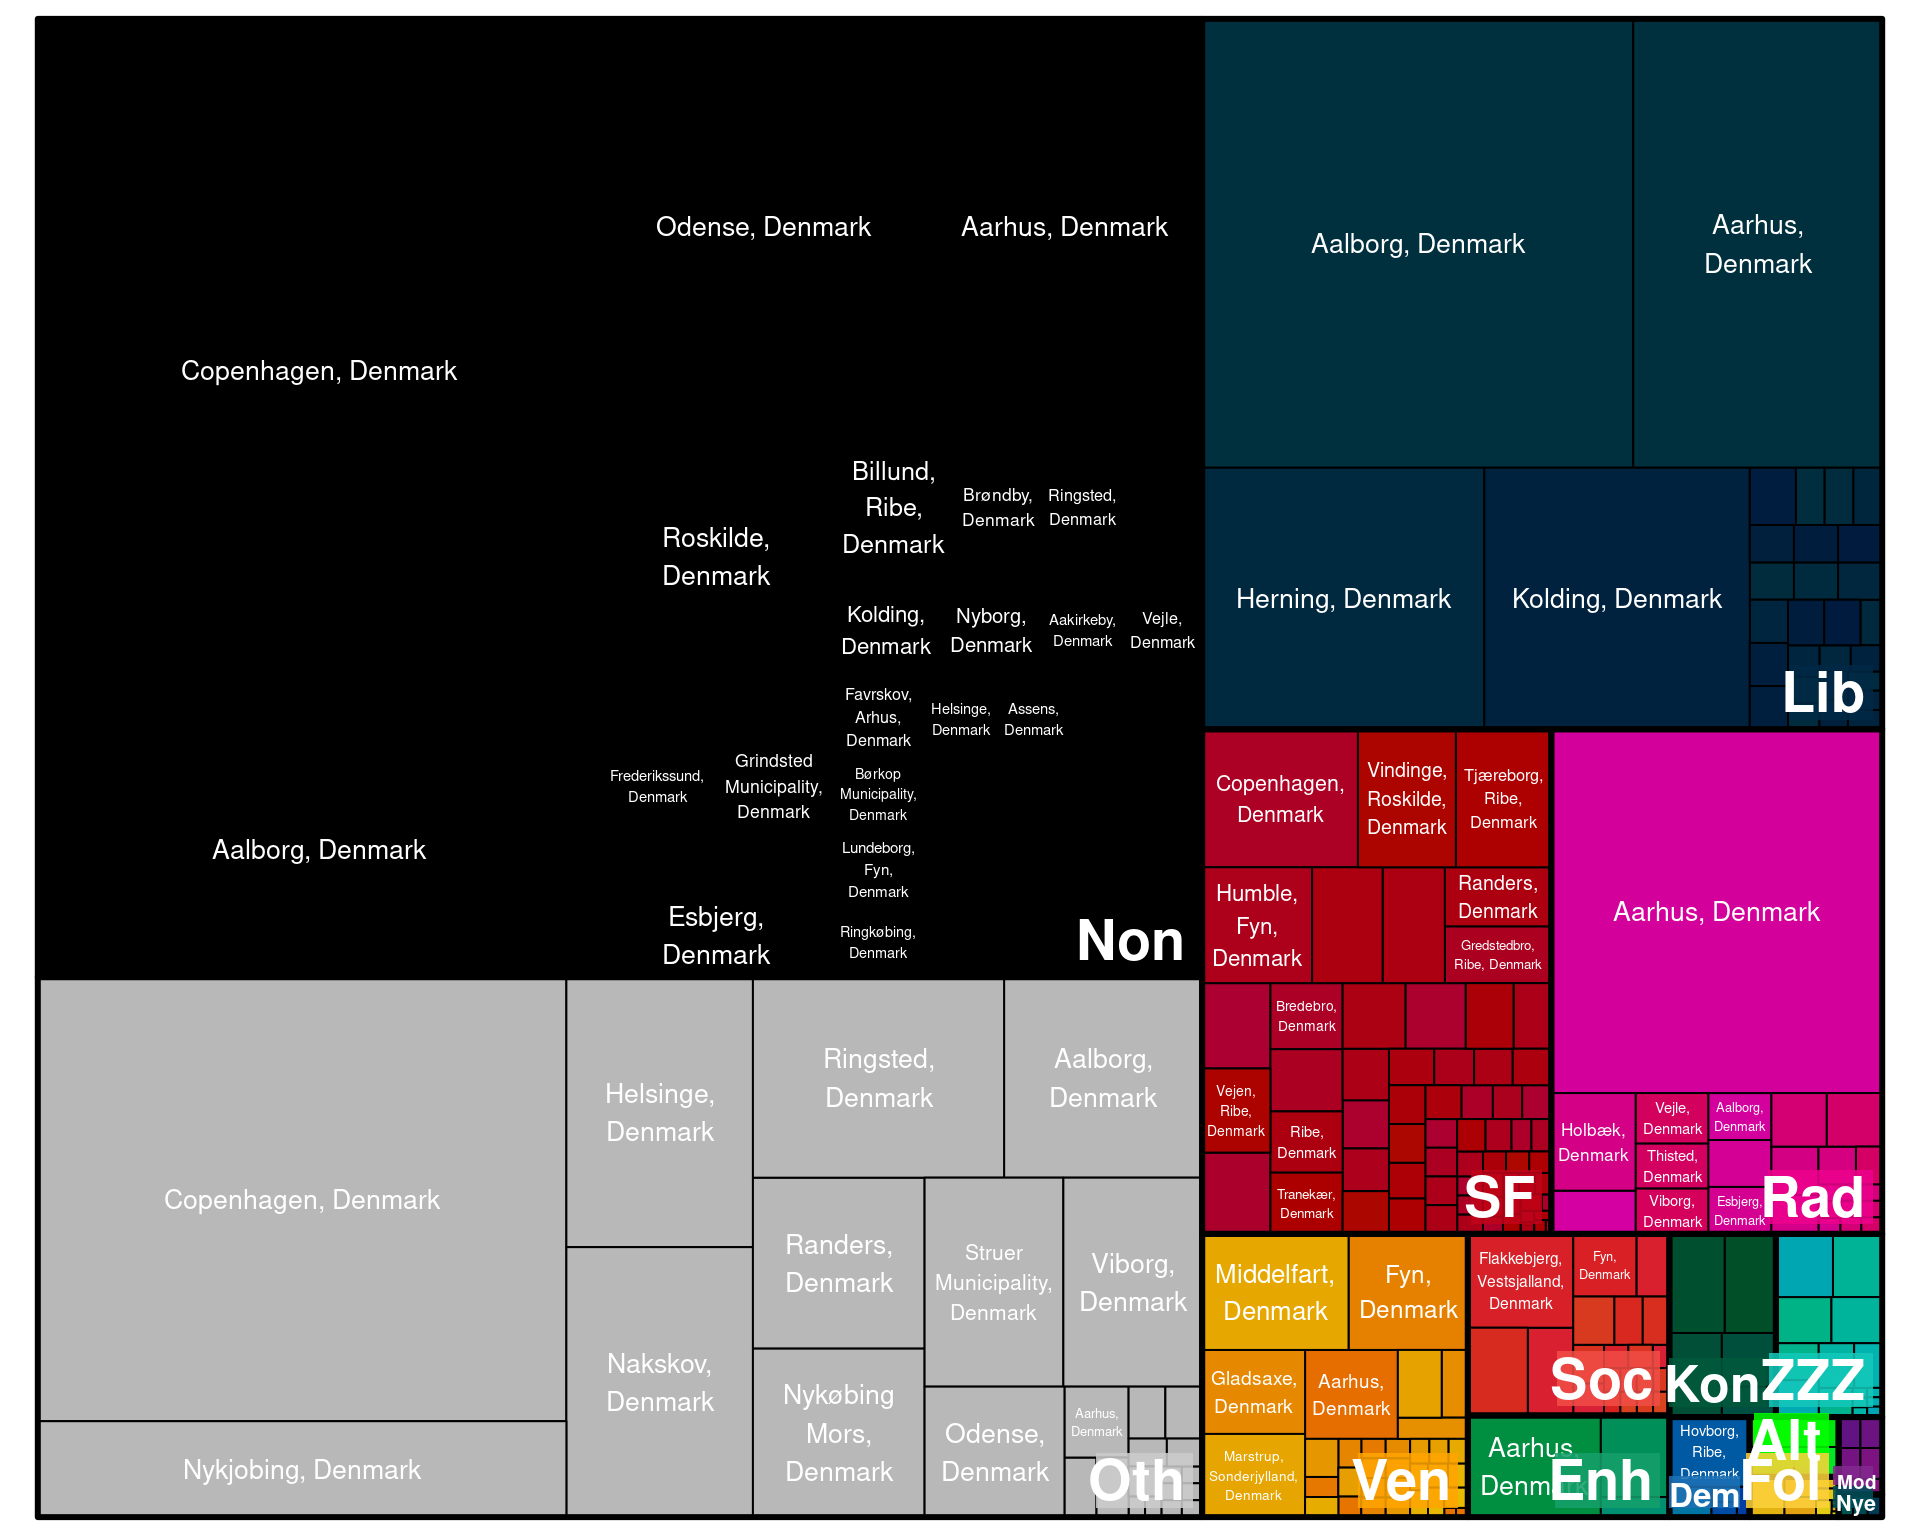 Odense, Denmark
Aarhus, Denmark
Copenhagen, Denmark
Billund,
Ribe,
Denmark
Brøndby,
Denmark
Ringsted,
Denmark
Roskilde,
Denmark
Kolding,
Denmark
Nyborg,
Denmark
Aakirkeby,
Denmark
Vejle,
Denmark
Favrskov,
Arhus,
Denmark
Helsinge,
Denmark
Assens,
Denmark
Frederikssund,
Denmark
Grindsted
Municipality,
Denmark
Børkop
Municipality,
Denmark
Aalborg, Denmark
Lundeborg,
Fyn,
Denmark
Esbjerg,
Denmark
Ringkøbing,
Denmark
Non
Aalborg, Denmark
Aarhus,
Denmark
Herning, Denmark
Kolding, Denmark
Lib
Copenhagen,
Denmark
Vindinge,
Roskilde,
Denmark
Tjæreborg,
Ribe,
Denmark
Humble,
Fyn,
Denmark
Randers,
Denmark
Gredstedbro,
Ribe, Denmark
Bredebro,
Denmark
Vejen,
Ribe,
Denmark
Ribe,
Denmark
Tranekær,
Denmark
SF
Aarhus, Denmark
Holbæk,
Denmark
Vejle,
Denmark
Aalborg,
Denmark
Thisted,
Denmark
Viborg,
Denmark
Esbjerg,
Denmark
Rad
Copenhagen, Denmark
Nykjobing, Denmark
Helsinge,
Denmark
Nakskov,
Denmark
Ringsted,
Denmark
Aalborg,
Denmark
Randers,
Denmark
Struer
Municipality,
Denmark
Viborg,
Denmark
Nykøbing
Mors,
Denmark
Odense,
Denmark
Aarhus,
Denmark
Oth
Middelfart,
Denmark
Fyn,
Denmark
Gladsaxe,
Denmark
Aarhus,
Denmark
Marstrup,
Sonderjylland,
Denmark
Ven
Flakkebjerg,
Vestsjalland,
Denmark
Fyn,
Denmark
Soc
Kon
ZZZ
Aarhus,
Denmark
Enh
Hovborg,
Ribe,
Denmark
Dem
Alt
Fol
Mod
Nye